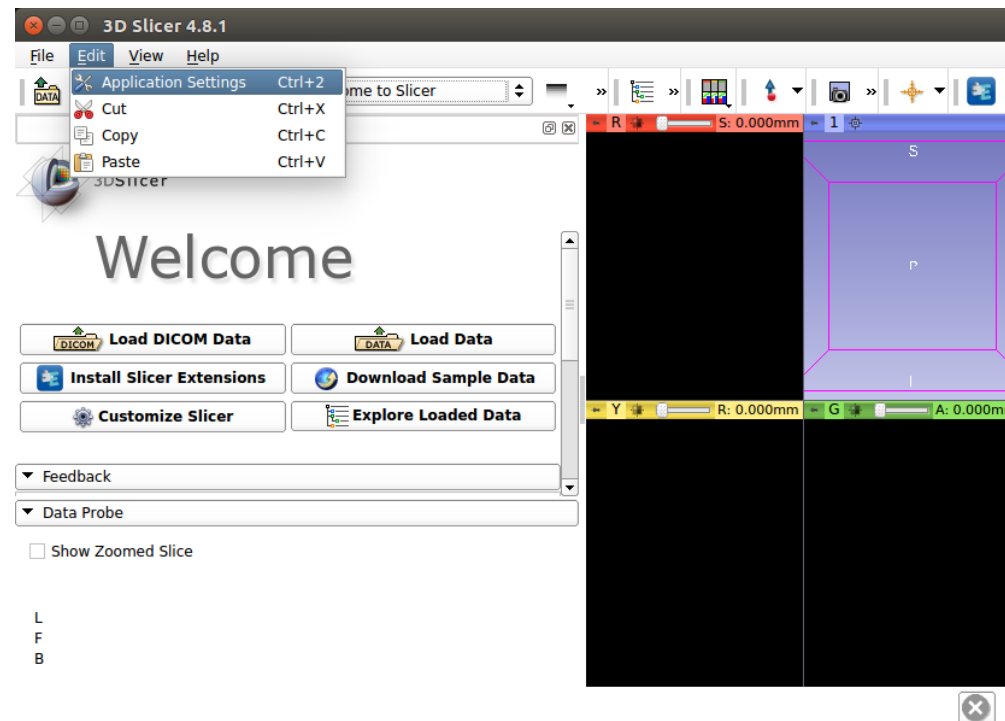 3D Slicer 4.8.1
File Edit View Help
Application Settings Ctrl+2
Cut Ctrl+X
Copy Ctrl+C
Paste Ctrl+V
DATA
ome to Slicer
R S: 0.000mm
1
S
P
I
3DSlicer
Welcome
DICOM Load DICOM Data
DATA Load Data
Install Slicer Extensions
Download Sample Data
Customize Slicer
Explore Loaded Data
Y R: 0.000mm
G A: 0.000m
Feedback
Data Probe
Show Zoomed Slice
L
F
B